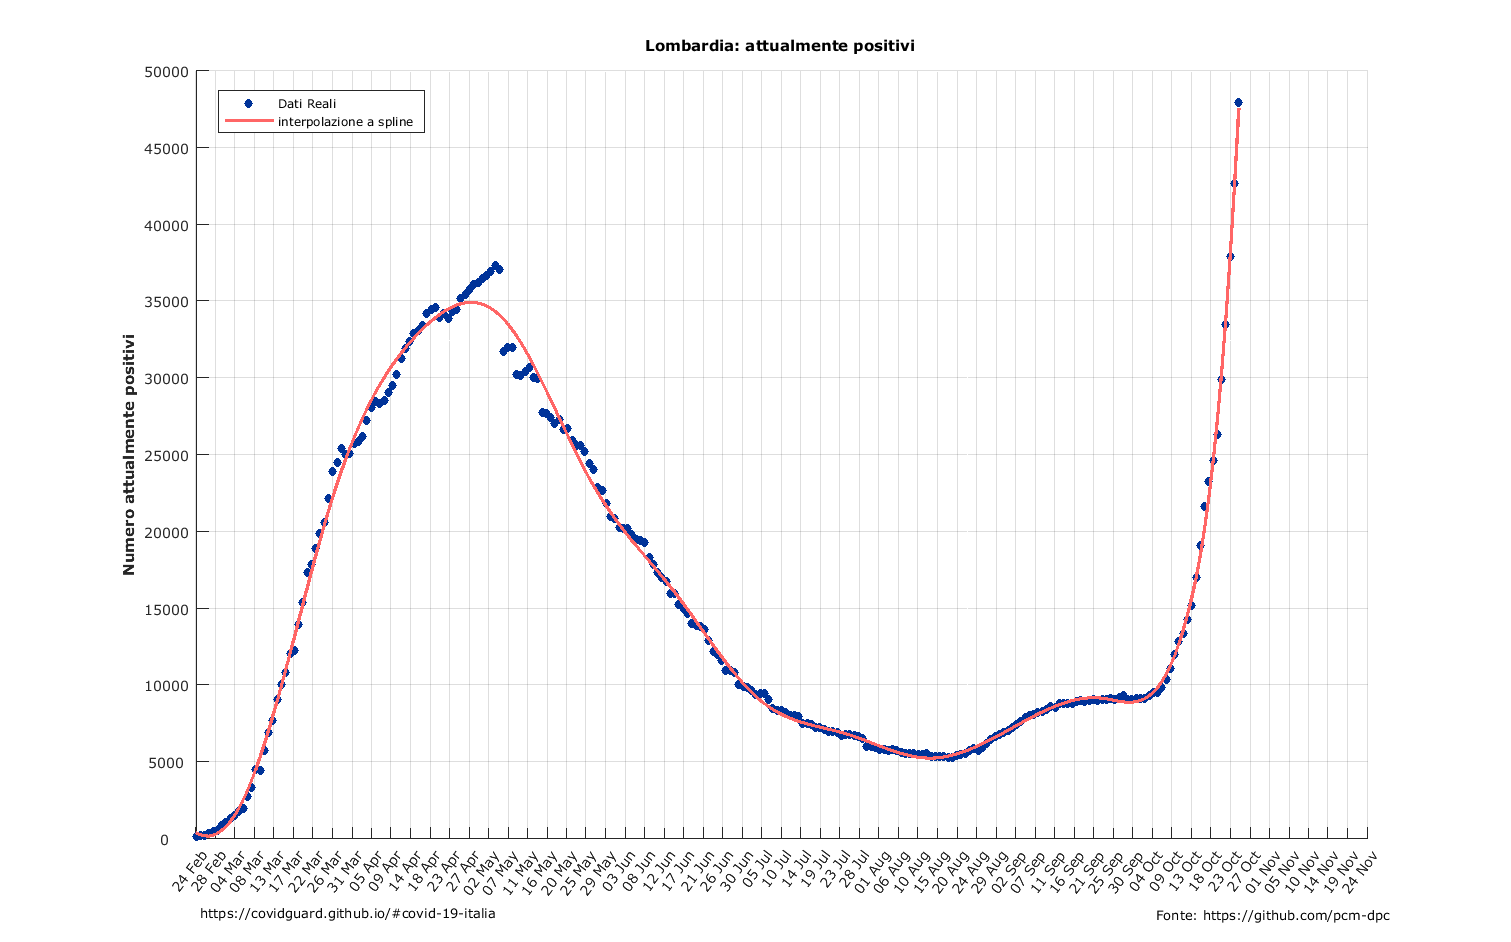 Lombardia: attualmente positivi
50000
45000
40000
35000
30000
25000
20000
15000
10000
5000
0
Dati Reali
interpolazione a spline
Numero attualmente positivi
24 Feb
28 Feb
04 Mar
08 Mar
13 Mar
17 Mar
22 Mar
26 Mar
31 Mar
05 Apr
09 Apr
14 Apr
18 Apr
23 Apr
27 Apr
02 May
07 May
11 May
16 May
20 May
25 May
29 May
03 Jun
08 Jun
12 Jun
17 Jun
21 Jun
26 Jun
30 Jun
05 Jul
10 Jul
14 Jul
19 Jul
23 Jul
28 Jul
01 Aug
06 Aug
10 Aug
15 Aug
20 Aug
24 Aug
29 Aug
02 Sep
07 Sep
11 Sep
16 Sep
21 Sep
25 Sep
30 Sep
04 Oct
09 Oct
13 Oct
18 Oct
23 Oct
27 Oct
01 Nov
05 Nov
10 Nov
14 Nov
19 Nov
24 Nov
https://covidguard.github.io/#covid-19-italia
Fonte: https://github.com/pcm-dpc